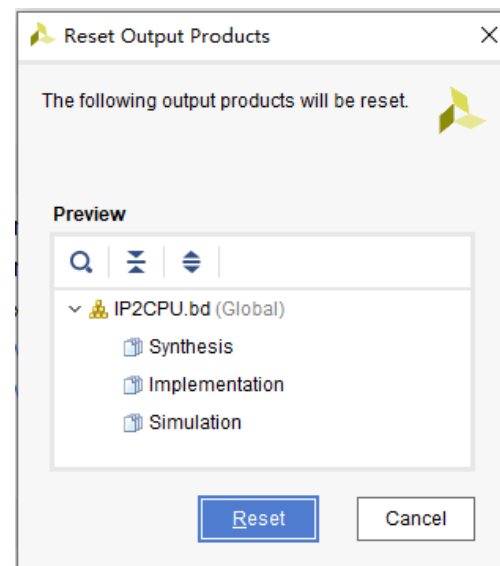 Reset Output Products
The following output products will be reset.
Preview
IP2CPU.bd (Global)
Synthesis
Implementation
Simulation
Reset
Cancel